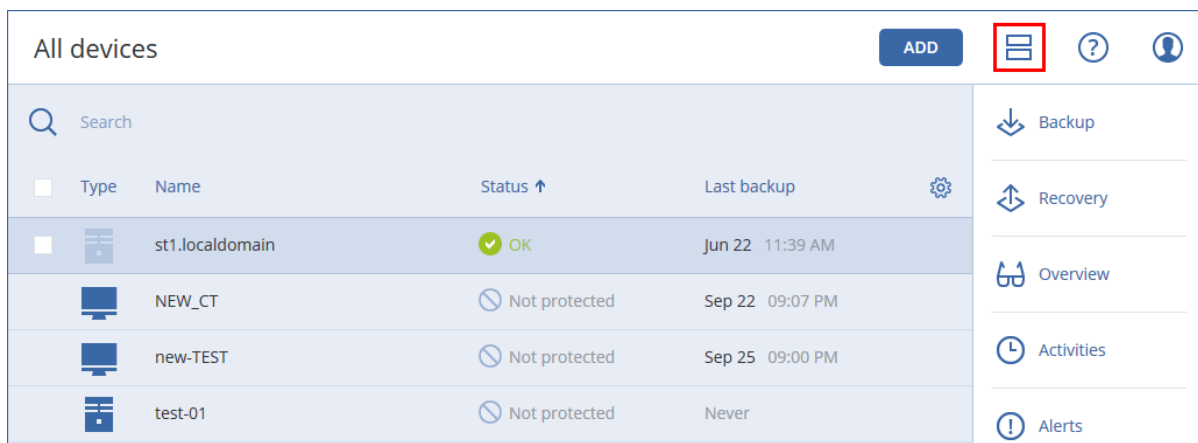 All devices
ADD
?
Search
Type Name Status ↑ Last backup
st1.localdomain OK Jun 22 11:39 AM
NEW_CT Not protected Sep 22 09:07 PM
new-TEST Not protected Sep 25 09:00 PM
test-01 Not protected Never
Backup
Recovery
Overview
Activities
Alerts